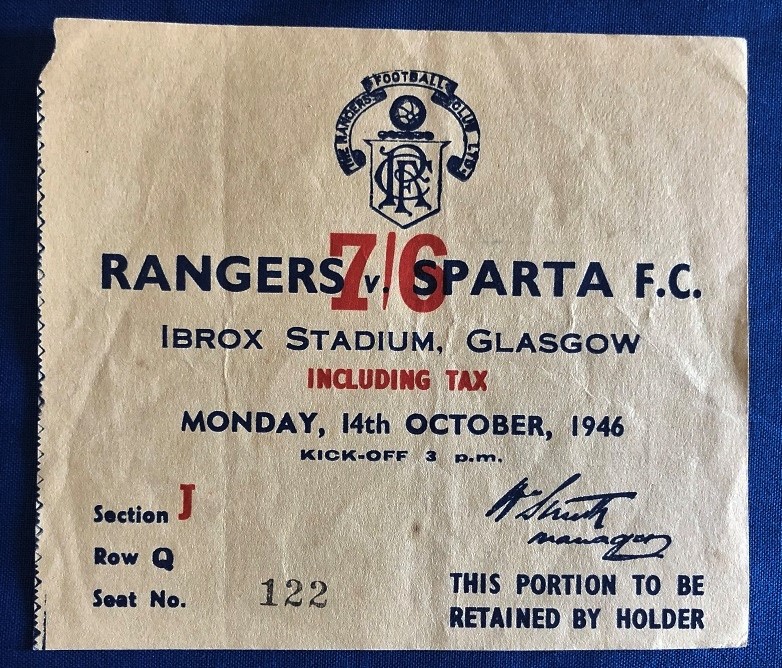 THE RANGERS FOOTBALL CLUB LTD.
RFC
7/6
RANGERS v. SPARTA F.C.
IBROX STADIUM, GLASGOW
INCLUDING TAX
MONDAY, 14th OCTOBER, 1946
KICK-OFF 3 p.m.
Section J
Row Q
Seat No. 122
W Struth
manager
THIS PORTION TO BE
RETAINED BY HOLDER